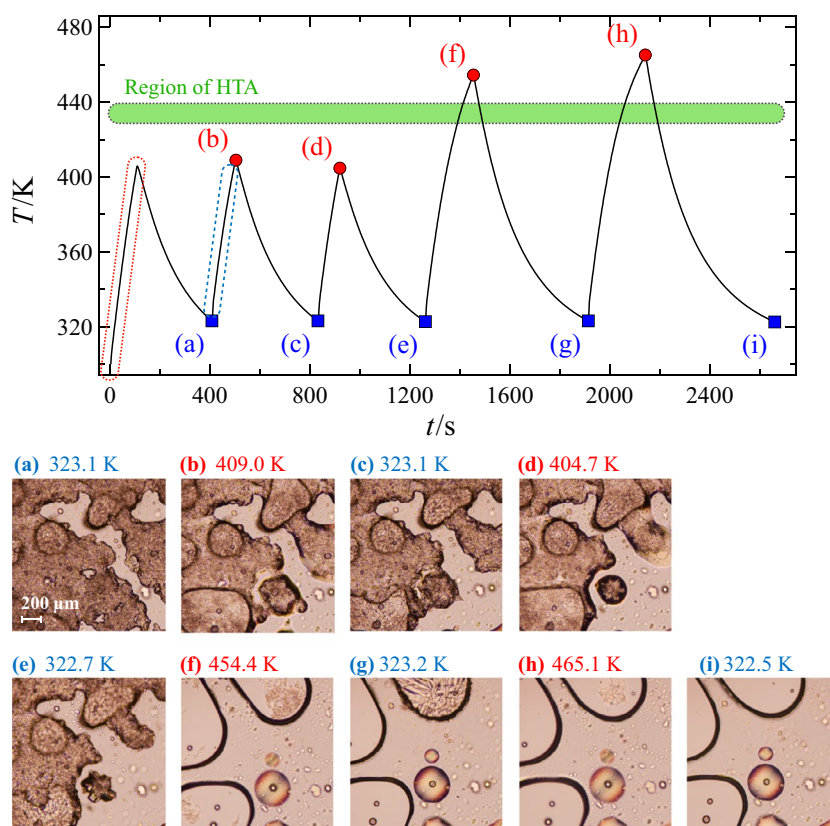 480
440
400
360
320
T/K
Region of HTA
(b)
(d)
(f)
(h)
(a)
(c)
(e)
(g)
(i)
0 400 800 1200 1600 2000 2400
t/s
(a) 323.1 K (b) 409.0 K (c) 323.1 K (d) 404.7 K
200 μm
(e) 322.7 K (f) 454.4 K (g) 323.2 K (h) 465.1 K (i) 322.5 K